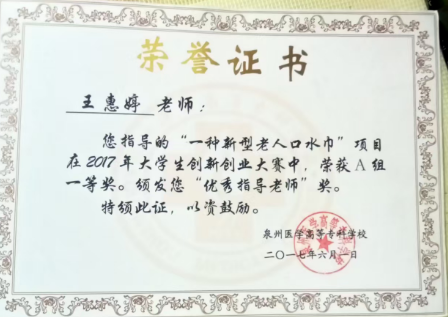 荣誉证书
王惠婷 老师：
您指导的“一种新型老人口水巾”项目
在2017年大学生创新创业大赛中，荣获A组
一等奖。颁发您“优秀指导老师”奖。
特颁此证，以资鼓励。
泉州医学高等专科学校
二〇一七年六月一日